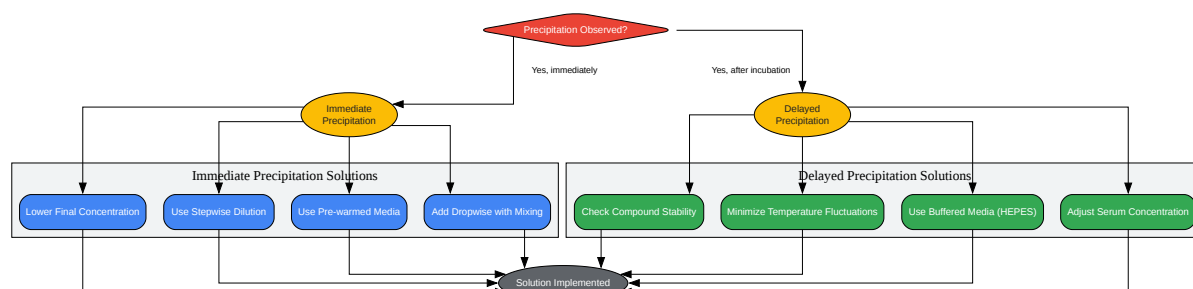 Precipitation Observed?
Yes, immediately
Yes, after incubation
Immediate
Precipitation
Delayed
Precipitation
Immediate Precipitation Solutions
Delayed Precipitation Solutions
Lower Final Concentration
Use Stepwise Dilution
Use Pre-warmed Media
Add Dropwise with Mixing
Check Compound Stability
Minimize Temperature Fluctuations
Use Buffered Media (HEPES)
Adjust Serum Concentration
Solution Implemented